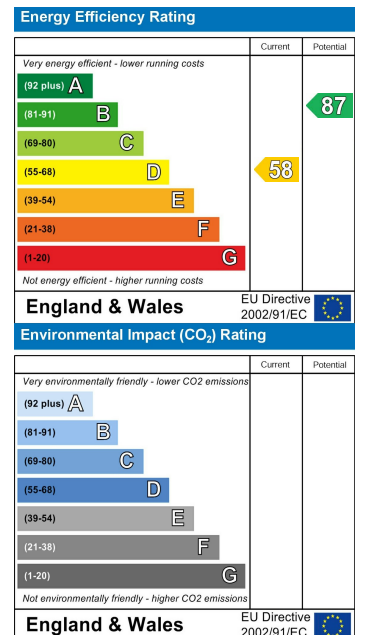 Energy Efficiency Rating
Current Potential
Very energy efficient - lower running costs
(92 plus) A
(81-91) B
87
(69-80) C
(55-68) D
58
(39-54) E
(21-38) F
(1-20) G
Not energy efficient - higher running costs
England & Wales
EU Directive
2002/91/EC
Environmental Impact (CO₂) Rating
Current Potential
Very environmentally friendly - lower CO2 emissions
(92 plus) A
(81-91) B
(69-80) C
(55-68) D
(39-54) E
(21-38) F
(1-20) G
Not environmentally friendly - higher CO2 emissions
England & Wales
EU Directive
2002/91/EC